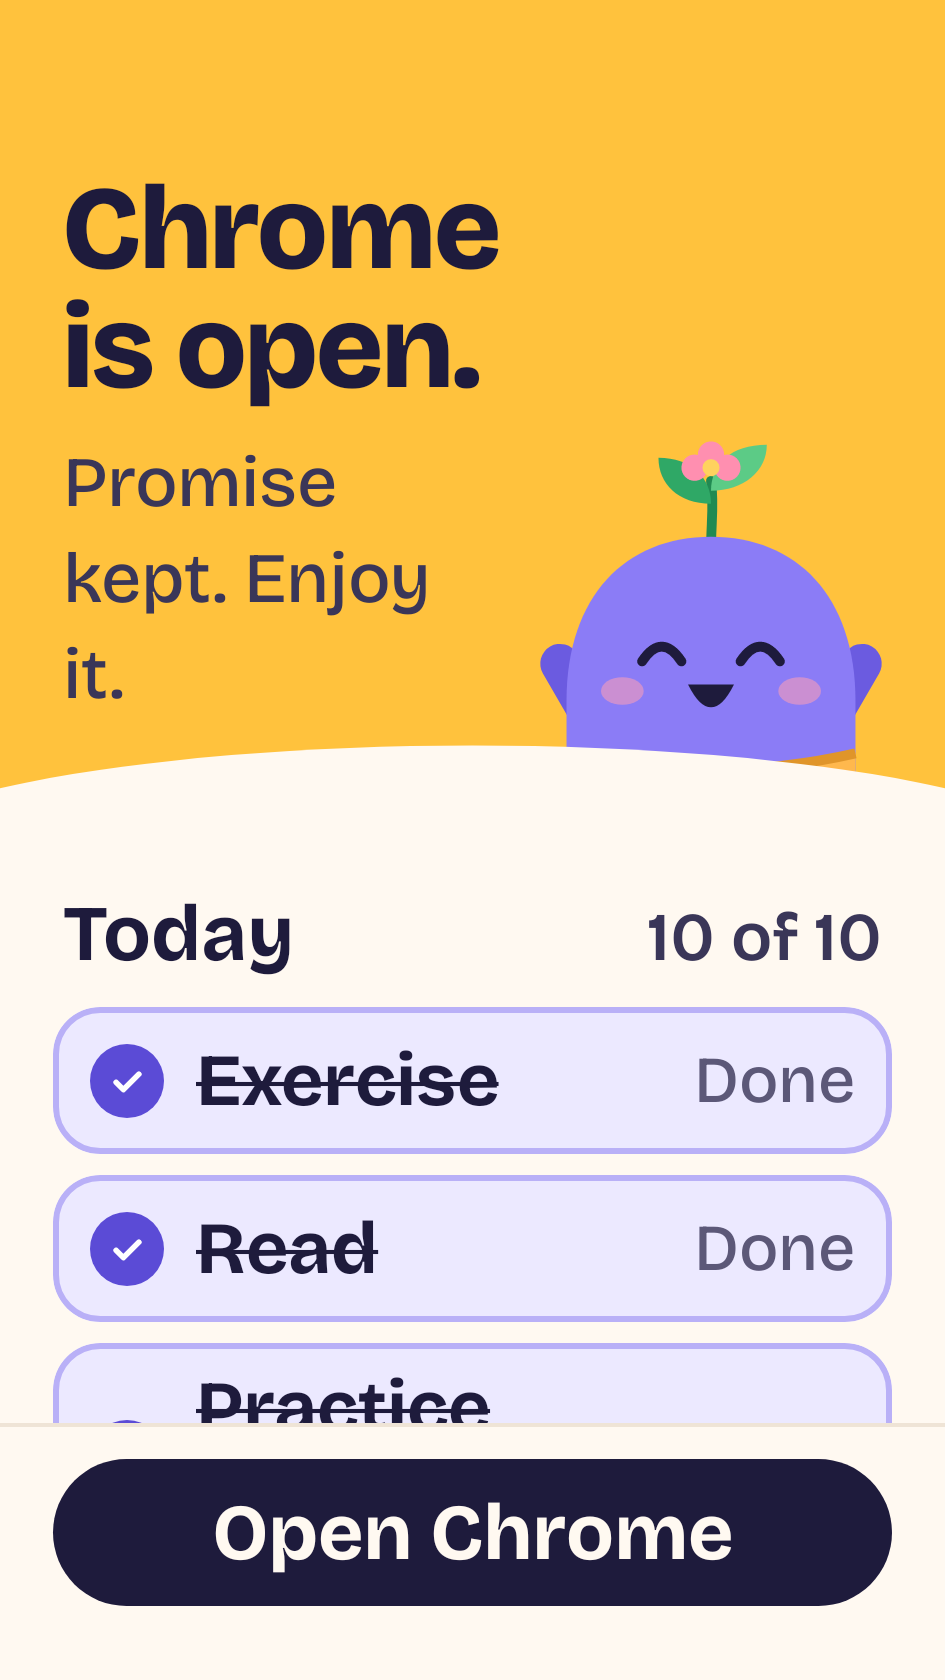 Chrome
is open.
Promise
kept. Enjoy
it.
Today
10 of 10
Exercise
Done
Read
Done
Practice
Open Chrome